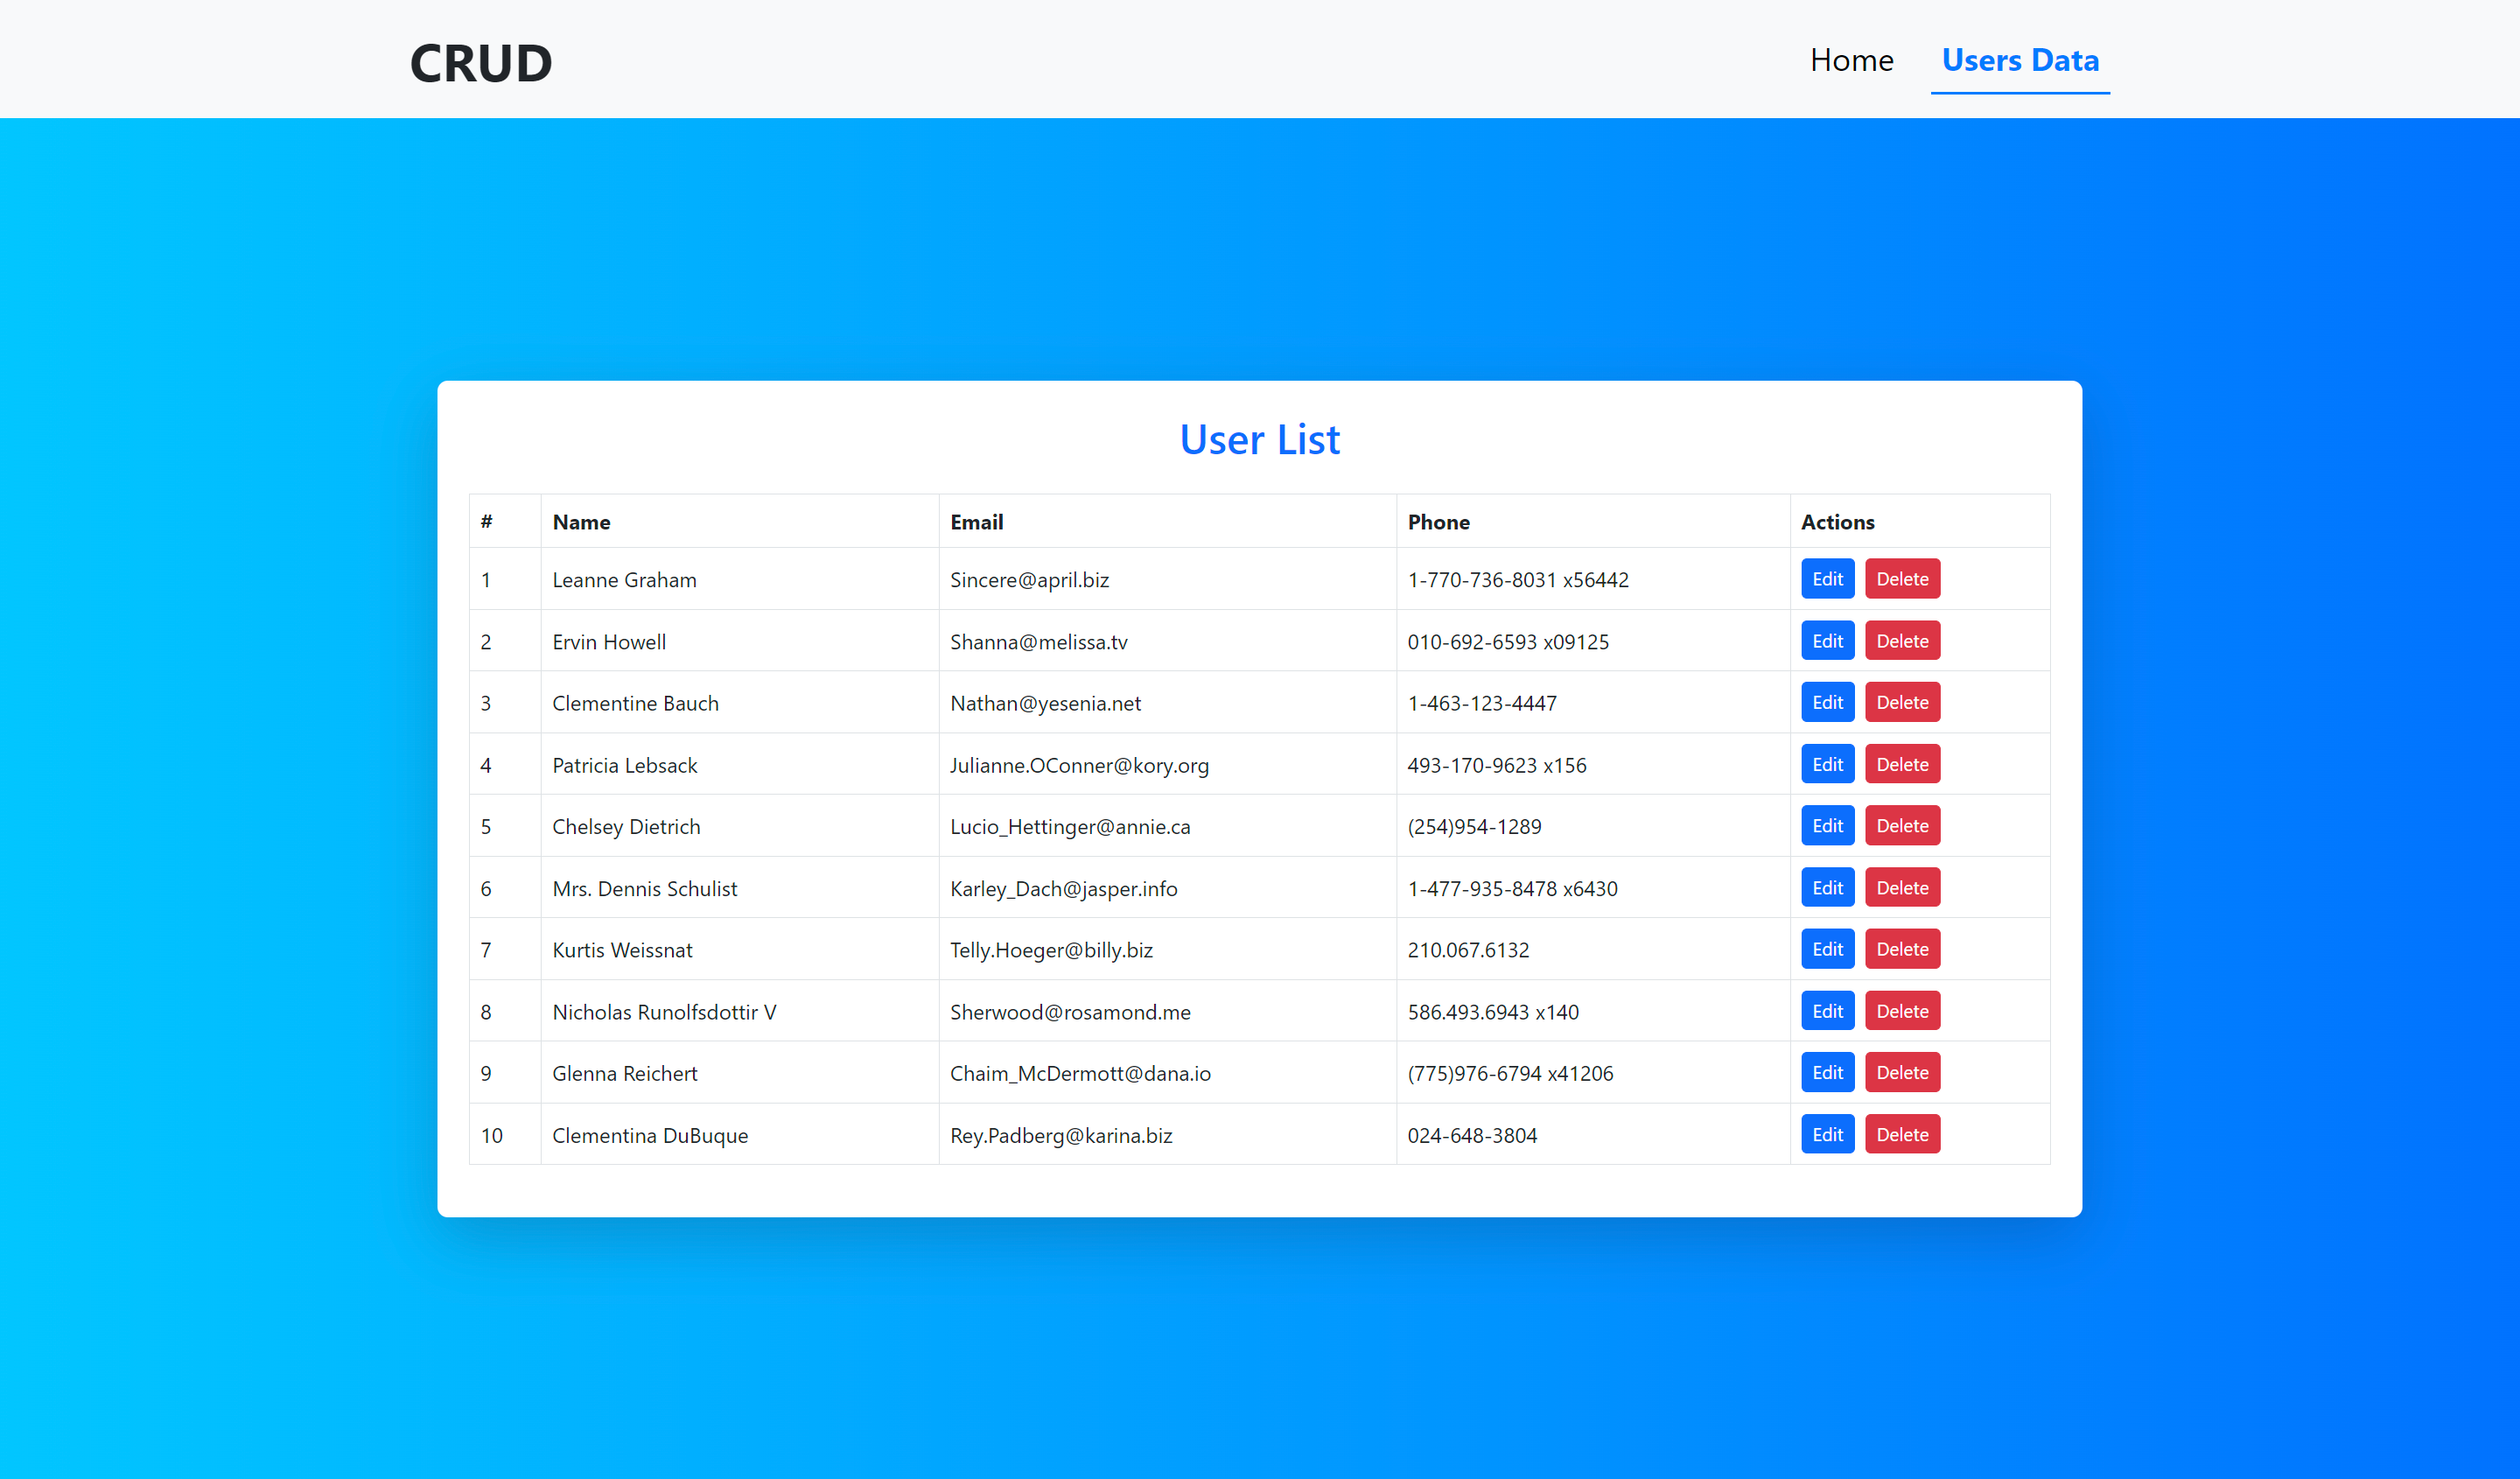 CRUD
Home Users Data
User List
# Name Email Phone Actions
1 Leanne Graham Sincere@april.biz 1-770-736-8031 x56442 Edit Delete
2 Ervin Howell Shanna@melissa.tv 010-692-6593 x09125 Edit Delete
3 Clementine Bauch Nathan@yesenia.net 1-463-123-4447 Edit Delete
4 Patricia Lebsack Julianne.OConner@kory.org 493-170-9623 x156 Edit Delete
5 Chelsey Dietrich Lucio_Hettinger@annie.ca (254)954-1289 Edit Delete
6 Mrs. Dennis Schulist Karley_Dach@jasper.info 1-477-935-8478 x6430 Edit Delete
7 Kurtis Weissnat Telly.Hoeger@billy.biz 210.067.6132 Edit Delete
8 Nicholas Runolfsdottir V Sherwood@rosamond.me 586.493.6943 x140 Edit Delete
9 Glenna Reichert Chaim_McDermott@dana.io (775)976-6794 x41206 Edit Delete
10 Clementina DuBuque Rey.Padberg@karina.biz 024-648-3804 Edit Delete